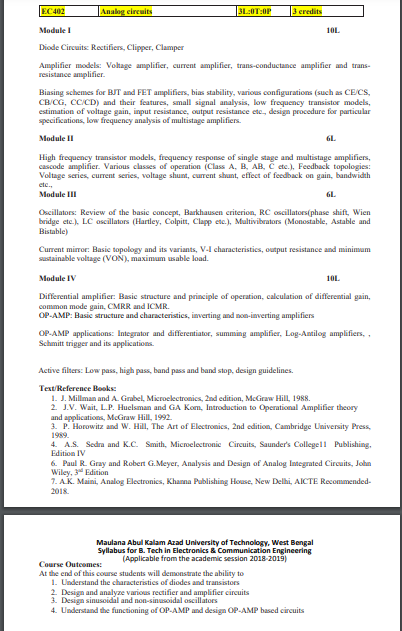 EC402 Analog circuits 3L:0T:0P 3 credits
Module I 10L
Diode Circuits: Rectifiers, Clipper, Clamper
Amplifier models: Voltage amplifier, current amplifier, trans-conductance amplifier and trans-
resistance amplifier.
Biasing schemes for BJT and FET amplifiers, bias stability, various configurations (such as CE/CS,
CB/CG, CC/CD) and their features, small signal analysis, low frequency transistor models,
estimation of voltage gain, input resistance, output resistance etc., design procedure for particular
specifications, low frequency analysis of multistage amplifiers.
Module II 6L
High frequency transistor models, frequency response of single stage and multistage amplifiers,
cascode amplifier. Various classes of operation (Class A, B, AB, C etc.), Feedback topologies:
Voltage series, current series, voltage shunt, current shunt, effect of feedback on gain, bandwidth
etc.,
Module III 6L
Oscillators: Review of the basic concept, Barkhausen criterion, RC oscillators(phase shift, Wien
bridge etc.), LC oscillators (Hartley, Colpitt, Clapp etc.), Multivibrators (Monostable, Astable and
Bistable)
Current mirror: Basic topology and its variants, V-I characteristics, output resistance and minimum
sustainable voltage (VON), maximum usable load.
Module IV 10L
Differential amplifier: Basic structure and principle of operation, calculation of differential gain,
common mode gain, CMRR and ICMR.
OP-AMP: Basic structure and characteristics, inverting and non-inverting amplifiers
OP-AMP applications: Integrator and differentiator, summing amplifier, Log-Antilog amplifiers, ,
Schmitt trigger and its applications.
Active filters: Low pass, high pass, band pass and band stop, design guidelines.
Text/Reference Books:
1. J. Millman and A. Grabel, Microelectronics, 2nd edition, McGraw Hill, 1988.
2. J.V. Wait, L.P. Huelsman and GA Korn, Introduction to Operational Amplifier theory
and applications, McGraw Hill, 1992.
3. P. Horowitz and W. Hill, The Art of Electronics, 2nd edition, Cambridge University Press,
1989.
4. A.S. Sedra and K.C. Smith, Microelectronic Circuits, Saunder's College11 Publishing,
Edition IV
6. Paul R. Gray and Robert G.Meyer, Analysis and Design of Analog Integrated Circuits, John
Wiley, 3rd Edition
7. A.K. Maini, Analog Electronics, Khanna Publishing House, New Delhi, AICTE Recommended-
2018.
Maulana Abul Kalam Azad University of Technology, West Bengal
Syllabus for B. Tech in Electronics & Communication Engineering
(Applicable from the academic session 2018-2019)
Course Outcomes:
At the end of this course students will demonstrate the ability to
1. Understand the characteristics of diodes and transistors
2. Design and analyze various rectifier and amplifier circuits
3. Design sinusoidal and non-sinusoidal oscillators
4. Understand the functioning of OP-AMP and design OP-AMP based circuits